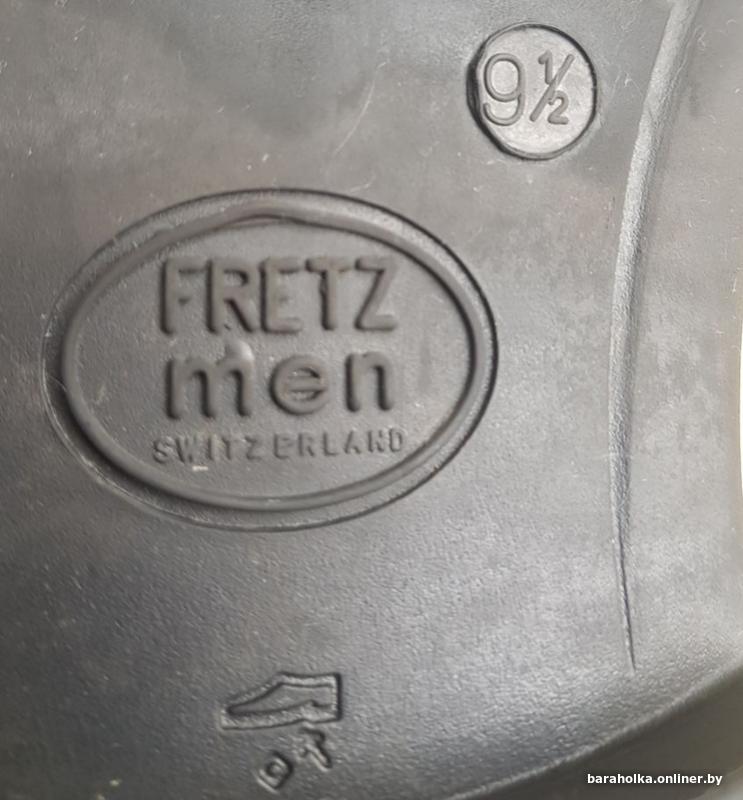 9½
FRETZ
men
SWITZERLAND
baraholka.onliner.by